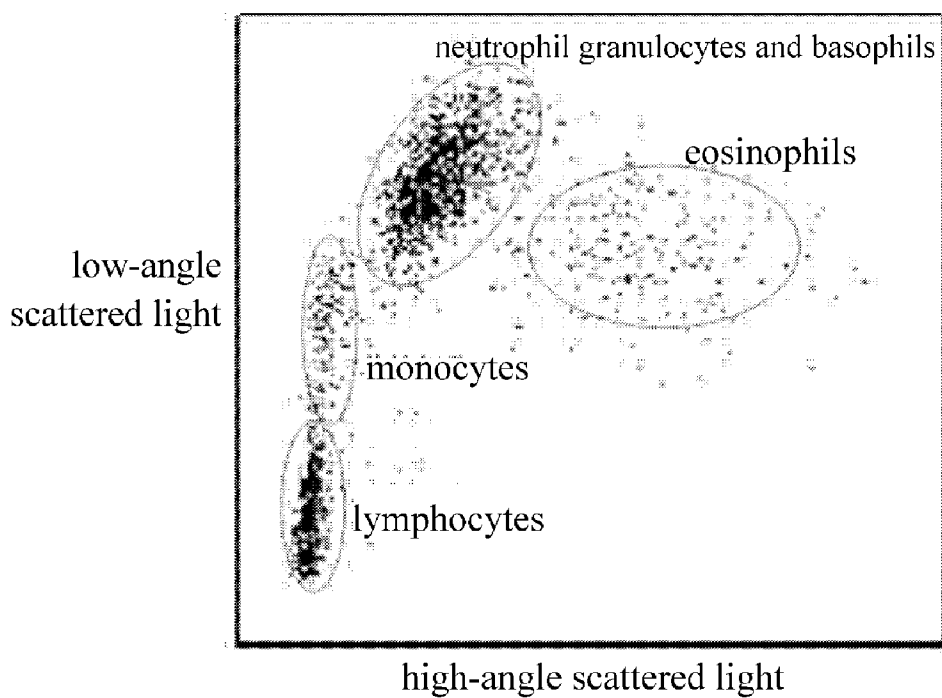 neutrophil granulocytes and basophils
eosinophils
low-angle
scattered light
monocytes
lymphocytes
high-angle scattered light